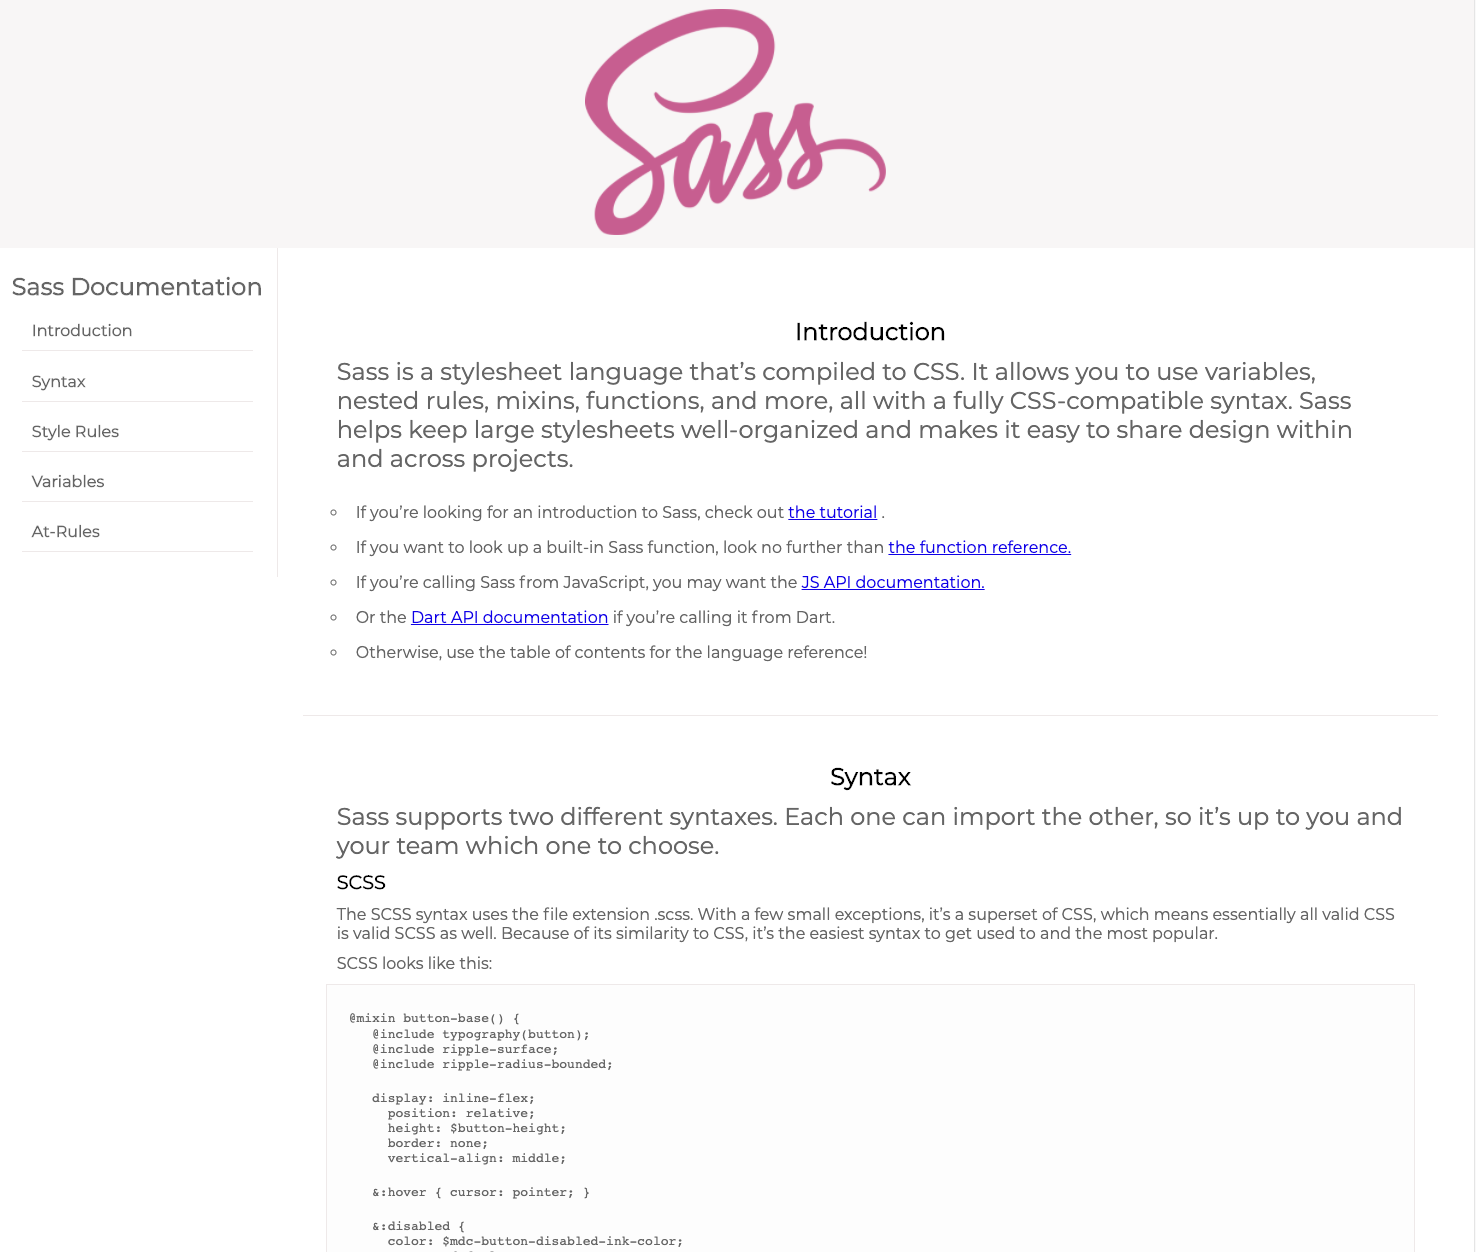 Sass
Sass Documentation
Introduction
Syntax
Style Rules
Variables
At-Rules
Introduction
Sass is a stylesheet language that’s compiled to CSS. It allows you to use variables,
nested rules, mixins, functions, and more, all with a fully CSS-compatible syntax. Sass
helps keep large stylesheets well-organized and makes it easy to share design within
and across projects.
If you’re looking for an introduction to Sass, check out the tutorial .
If you want to look up a built-in Sass function, look no further than the function reference.
If you’re calling Sass from JavaScript, you may want the JS API documentation.
Or the Dart API documentation if you’re calling it from Dart.
Otherwise, use the table of contents for the language reference!
Syntax
Sass supports two different syntaxes. Each one can import the other, so it’s up to you and
your team which one to choose.
SCSS
The SCSS syntax uses the file extension .scss. With a few small exceptions, it’s a superset of CSS, which means essentially all valid CSS
is valid SCSS as well. Because of its similarity to CSS, it’s the easiest syntax to get used to and the most popular.
SCSS looks like this:
@mixin button-base() {
@include typography(button);
@include ripple-surface;
@include ripple-radius-bounded;
display: inline-flex;
position: relative;
height: $button-height;
border: none;
vertical-align: middle;
&:hover { cursor: pointer; }
&:disabled {
color: $mdc-button-disabled-ink-color;